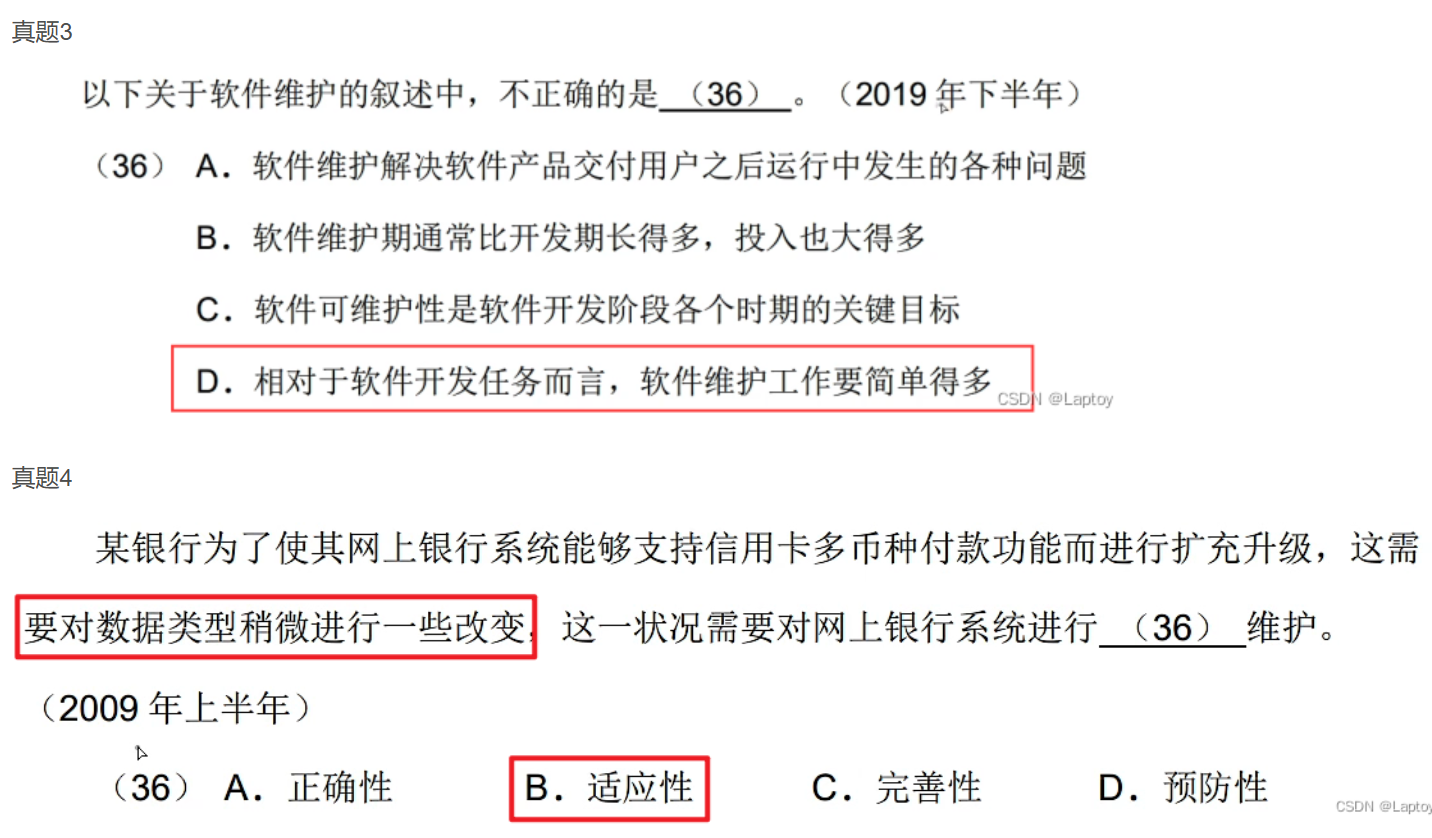 真题3
以下关于软件维护的叙述中，不正确的是（36）。（2019 年下半年）
（36） A．软件维护解决软件产品交付用户之后运行中发生的各种问题
B．软件维护期通常比开发期长得多，投入也大得多
C．软件可维护性是软件开发阶段各个时期的关键目标
D．相对于软件开发任务而言，软件维护工作要简单得多
CSDN @Laptoy
真题4
某银行为了使其网上银行系统能够支持信用卡多币种付款功能而进行扩充升级，这需
要对数据类型稍微进行一些改变，这一状况需要对网上银行系统进行（36）维护。
（2009 年上半年）
（36） A．正确性 B．适应性 C．完善性 D．预防性
CSDN @Laptoy